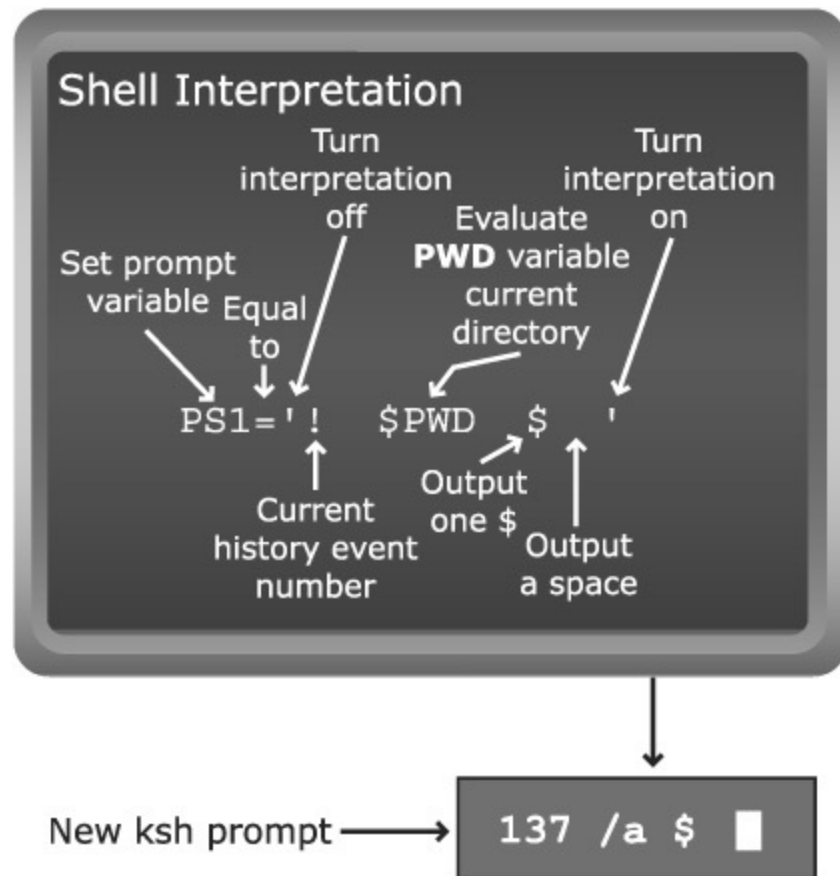 Shell Interpretation
Turn
interpretation
off
Turn
interpretation
on
Evaluate
PWD variable
current
directory
Set prompt
variable
Equal
to
PS1='! $PWD $ '
Current
history event
number
Output
one $
Output
a space
New ksh prompt
137 /a $